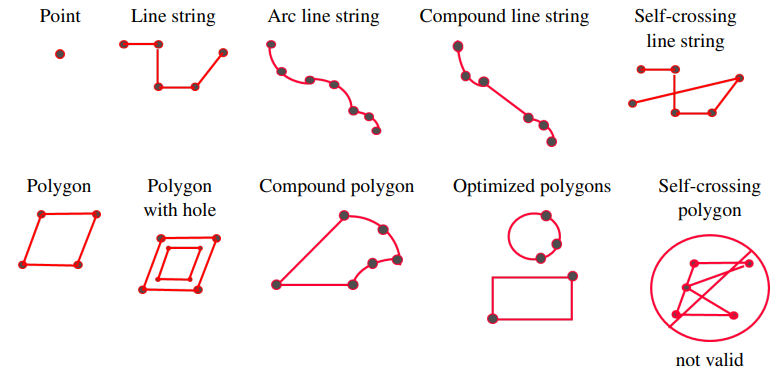 Point
Line string
Arc line string
Compound line string
Self-crossing
line string
Polygon
Polygon
with hole
Compound polygon
Optimized polygons
Self-crossing
polygon
not valid